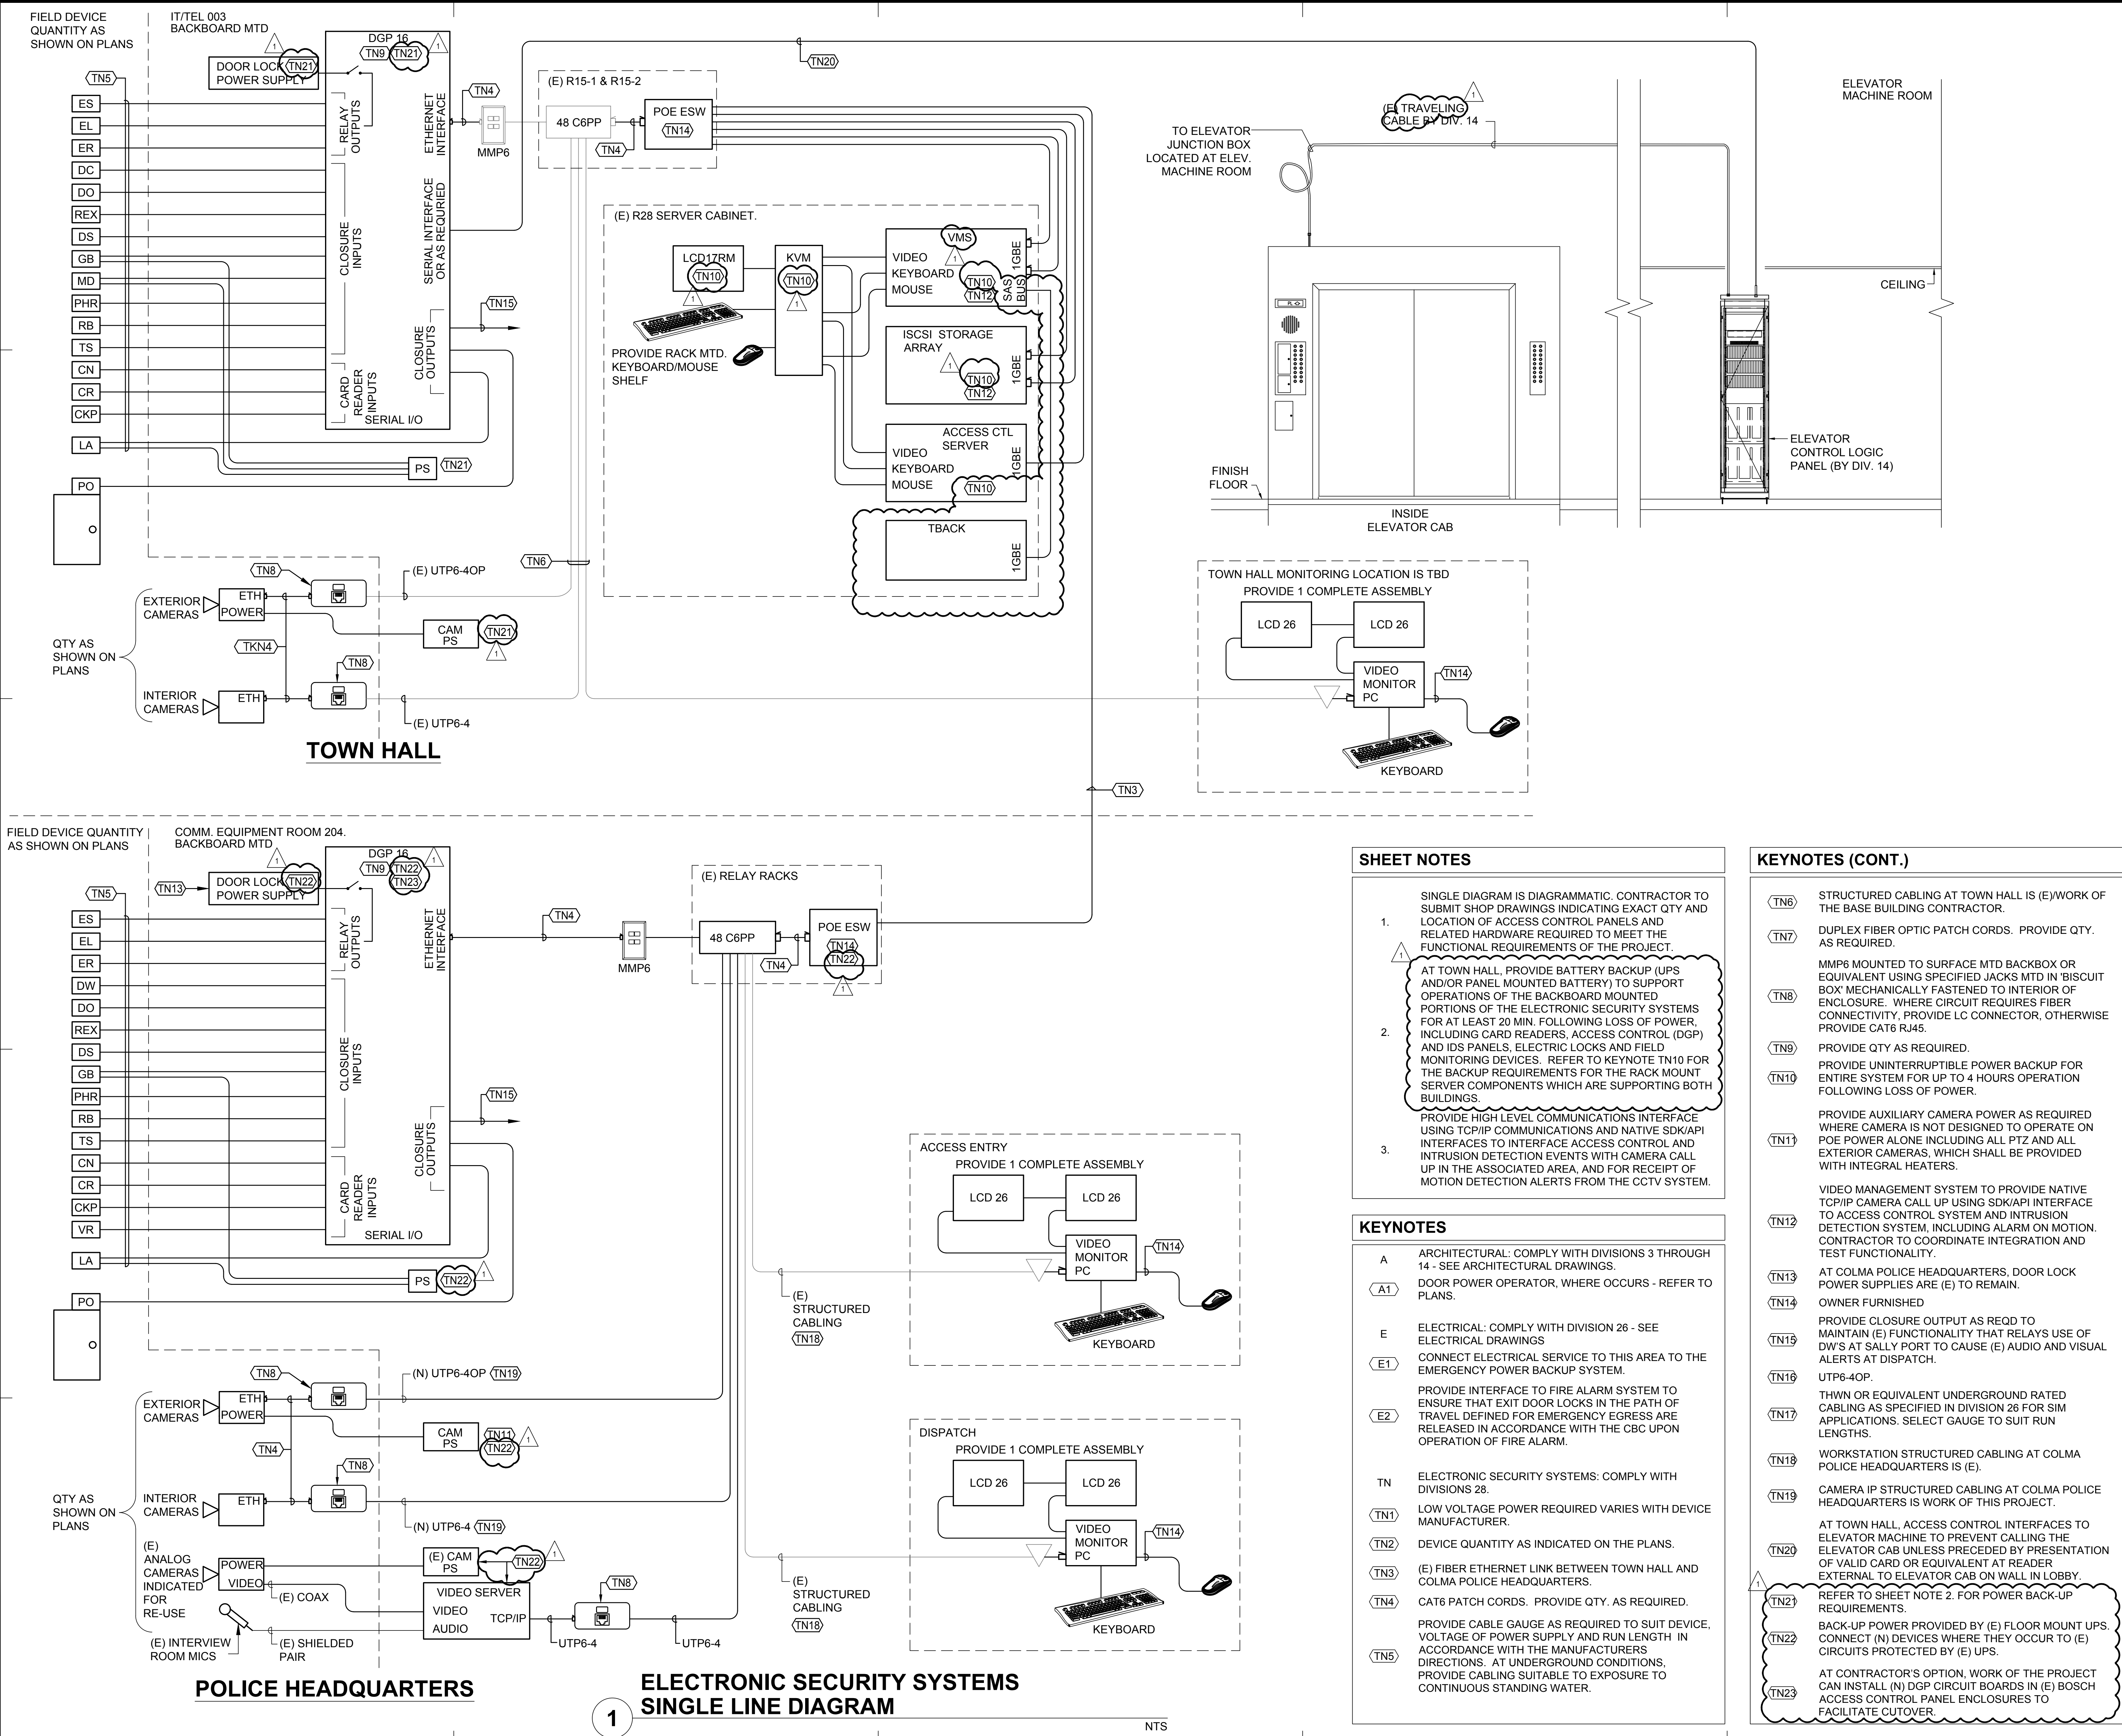 FIELD DEVICE
QUANTITY AS
SHOWN ON PLANS
IT/TEL 003
BACKBOARD MTD
DOOR LOCK
POWER SUPPLY
TN21
1
DGP 16
TN9
TN21
1
TN5
ES
EL
ER
DC
DO
REX
DS
GB
MD
PHR
RB
TS
CN
CR
CKP
LA
PO
RELAY
OUTPUTS
CLOSURE
INPUTS
CARD
READER
INPUTS
SERIAL I/O
ETHERNET
INTERFACE
SERIAL INTERFACE
OR AS REQURIED
CLOSURE
OUTPUTS
TN4
MMP6
TN15
PS
TN21
TN20
(E) R15-1 & R15-2
48 C6PP
TN4
POE ESW
TN14
(E) R28 SERVER CABINET.
LCD17RM
TN10
1
KVM
TN10
1
PROVIDE RACK MTD.
KEYBOARD/MOUSE
SHELF
VMS
1
VIDEO
KEYBOARD
MOUSE
TN10
TN12
SAS
BUS
1GBE
ISCSI STORAGE
ARRAY
1
TN10
TN12
1GBE
ACCESS CTL
SERVER
VIDEO
KEYBOARD
MOUSE
TN10
1GBE
TBACK
1GBE
(E) TRAVELING
CABLE BY DIV. 14
1
TO ELEVATOR
JUNCTION BOX
LOCATED AT ELEV.
MACHINE ROOM
ELEVATOR
MACHINE ROOM
CEILING
PL
ELEVATOR
CONTROL LOGIC
PANEL (BY DIV. 14)
FINISH
FLOOR
INSIDE
ELEVATOR CAB
TN8
(E) UTP6-4OP
TN6
EXTERIOR
CAMERAS
ETH
POWER
CAM
PS
TN21
1
QTY AS
SHOWN ON
PLANS
TKN4
TN8
INTERIOR
CAMERAS
ETH
(E) UTP6-4
TOWN HALL
TOWN HALL MONITORING LOCATION IS TBD
PROVIDE 1 COMPLETE ASSEMBLY
LCD 26
LCD 26
VIDEO
MONITOR
PC
TN14
KEYBOARD
TN3
FIELD DEVICE QUANTITY
AS SHOWN ON PLANS
COMM. EQUIPMENT ROOM 204.
BACKBOARD MTD
TN13
DOOR LOCK
POWER SUPPLY
TN22
1
DGP 16
TN9
TN22
TN23
1
TN5
ES
EL
ER
DW
DO
REX
DS
GB
PHR
RB
TS
CN
CR
CKP
VR
LA
PO
RELAY
OUTPUTS
CLOSURE
INPUTS
CARD
READER
INPUTS
SERIAL I/O
ETHERNET
INTERFACE
CLOSURE
OUTPUTS
TN4
MMP6
TN15
PS
TN22
1
(E) RELAY RACKS
48 C6PP
TN4
POE ESW
TN14
TN22
1
ACCESS ENTRY
PROVIDE 1 COMPLETE ASSEMBLY
LCD 26
LCD 26
VIDEO
MONITOR
PC
TN14
KEYBOARD
(E)
STRUCTURED
CABLING
TN18
DISPATCH
PROVIDE 1 COMPLETE ASSEMBLY
LCD 26
LCD 26
VIDEO
MONITOR
PC
TN14
KEYBOARD
(E)
STRUCTURED
CABLING
TN18
TN8
(N) UTP6-4OP
TN19
EXTERIOR
CAMERAS
ETH
POWER
CAM
PS
TN11
TN22
1
TN4
TN8
QTY AS
SHOWN ON
PLANS
INTERIOR
CAMERAS
ETH
(N) UTP6-4
TN19
(E)
ANALOG
CAMERAS
INDICATED
FOR
RE-USE
POWER
VIDEO
(E) COAX
(E) CAM
PS
TN22
1
VIDEO SERVER
VIDEO
AUDIO
TCP/IP
TN8
UTP6-4
UTP6-4
(E) INTERVIEW
ROOM MICS
(E) SHIELDED
PAIR
POLICE HEADQUARTERS
1
ELECTRONIC SECURITY SYSTEMS
SINGLE LINE DIAGRAM
NTS
SHEET NOTES
1.
SINGLE DIAGRAM IS DIAGRAMMATIC. CONTRACTOR TO
SUBMIT SHOP DRAWINGS INDICATING EXACT QTY AND
LOCATION OF ACCESS CONTROL PANELS AND
RELATED HARDWARE REQUIRED TO MEET THE
FUNCTIONAL REQUIREMENTS OF THE PROJECT.
1
2.
AT TOWN HALL, PROVIDE BATTERY BACKUP (UPS
AND/OR PANEL MOUNTED BATTERY) TO SUPPORT
OPERATIONS OF THE BACKBOARD MOUNTED
PORTIONS OF THE ELECTRONIC SECURITY SYSTEMS
FOR AT LEAST 20 MIN. FOLLOWING LOSS OF POWER,
INCLUDING CARD READERS, ACCESS CONTROL (DGP)
AND IDS PANELS, ELECTRIC LOCKS AND FIELD
MONITORING DEVICES. REFER TO KEYNOTE TN10 FOR
THE BACKUP REQUIREMENTS FOR THE RACK MOUNT
SERVER COMPONENTS WHICH ARE SUPPORTING BOTH
BUILDINGS.
3.
PROVIDE HIGH LEVEL COMMUNICATIONS INTERFACE
USING TCP/IP COMMUNICATIONS AND NATIVE SDK/API
INTERFACES TO INTERFACE ACCESS CONTROL AND
INTRUSION DETECTION EVENTS WITH CAMERA CALL
UP IN THE ASSOCIATED AREA, AND FOR RECEIPT OF
MOTION DETECTION ALERTS FROM THE CCTV SYSTEM.
KEYNOTES
A
ARCHITECTURAL: COMPLY WITH DIVISIONS 3 THROUGH
14 - SEE ARCHITECTURAL DRAWINGS.
A1
DOOR POWER OPERATOR, WHERE OCCURS - REFER TO
PLANS.
E
ELECTRICAL: COMPLY WITH DIVISION 26 - SEE
ELECTRICAL DRAWINGS
E1
CONNECT ELECTRICAL SERVICE TO THIS AREA TO THE
EMERGENCY POWER BACKUP SYSTEM.
E2
PROVIDE INTERFACE TO FIRE ALARM SYSTEM TO
ENSURE THAT EXIT DOOR LOCKS IN THE PATH OF
TRAVEL DEFINED FOR EMERGENCY EGRESS ARE
RELEASED IN ACCORDANCE WITH THE CBC UPON
OPERATION OF FIRE ALARM.
TN
ELECTRONIC SECURITY SYSTEMS: COMPLY WITH
DIVISIONS 28.
TN1
LOW VOLTAGE POWER REQUIRED VARIES WITH DEVICE
MANUFACTURER.
TN2
DEVICE QUANTITY AS INDICATED ON THE PLANS.
TN3
(E) FIBER ETHERNET LINK BETWEEN TOWN HALL AND
COLMA POLICE HEADQUARTERS.
TN4
CAT6 PATCH CORDS. PROVIDE QTY. AS REQUIRED.
TN5
PROVIDE CABLE GAUGE AS REQUIRED TO SUIT DEVICE,
VOLTAGE OF POWER SUPPLY AND RUN LENGTH IN
ACCORDANCE WITH THE MANUFACTURERS
DIRECTIONS. AT UNDERGROUND CONDITIONS,
PROVIDE CABLING SUITABLE TO EXPOSURE TO
CONTINUOUS STANDING WATER.
KEYNOTES (CONT.)
TN6
STRUCTURED CABLING AT TOWN HALL IS (E)/WORK OF
THE BASE BUILDING CONTRACTOR.
TN7
DUPLEX FIBER OPTIC PATCH CORDS. PROVIDE QTY.
AS REQUIRED.
TN8
MMP6 MOUNTED TO SURFACE MTD BACKBOX OR
EQUIVALENT USING SPECIFIED JACKS MTD IN 'BISCUIT
BOX' MECHANICALLY FASTENED TO INTERIOR OF
ENCLOSURE. WHERE CIRCUIT REQUIRES FIBER
CONNECTIVITY, PROVIDE LC CONNECTOR, OTHERWISE
PROVIDE CAT6 RJ45.
TN9
PROVIDE QTY AS REQUIRED.
TN10
PROVIDE UNINTERRUPTIBLE POWER BACKUP FOR
ENTIRE SYSTEM FOR UP TO 4 HOURS OPERATION
FOLLOWING LOSS OF POWER.
TN11
PROVIDE AUXILIARY CAMERA POWER AS REQUIRED
WHERE CAMERA IS NOT DESIGNED TO OPERATE ON
POE POWER ALONE INCLUDING ALL PTZ AND ALL
EXTERIOR CAMERAS, WHICH SHALL BE PROVIDED
WITH INTEGRAL HEATERS.
TN12
VIDEO MANAGEMENT SYSTEM TO PROVIDE NATIVE
TCP/IP CAMERA CALL UP USING SDK/API INTERFACE
TO ACCESS CONTROL SYSTEM AND INTRUSION
DETECTION SYSTEM, INCLUDING ALARM ON MOTION.
CONTRACTOR TO COORDINATE INTEGRATION AND
TEST FUNCTIONALITY.
TN13
AT COLMA POLICE HEADQUARTERS, DOOR LOCK
POWER SUPPLIES ARE (E) TO REMAIN.
TN14
OWNER FURNISHED
TN15
PROVIDE CLOSURE OUTPUT AS REQD TO
MAINTAIN (E) FUNCTIONALITY THAT RELAYS USE OF
DW'S AT SALLY PORT TO CAUSE (E) AUDIO AND VISUAL
ALERTS AT DISPATCH.
TN16
UTP6-4OP.
TN17
THWN OR EQUIVALENT UNDERGROUND RATED
CABLING AS SPECIFIED IN DIVISION 26 FOR SIM
APPLICATIONS. SELECT GAUGE TO SUIT RUN
LENGTHS.
TN18
WORKSTATION STRUCTURED CABLING AT COLMA
POLICE HEADQUARTERS IS (E).
TN19
CAMERA IP STRUCTURED CABLING AT COLMA POLICE
HEADQUARTERS IS WORK OF THIS PROJECT.
TN20
AT TOWN HALL, ACCESS CONTROL INTERFACES TO
ELEVATOR MACHINE TO PREVENT CALLING THE
ELEVATOR CAB UNLESS PRECEDED BY PRESENTATION
OF VALID CARD OR EQUIVALENT AT READER
EXTERNAL TO ELEVATOR CAB ON WALL IN LOBBY.
1
TN21
REFER TO SHEET NOTE 2. FOR POWER BACK-UP
REQUIREMENTS.
TN22
BACK-UP POWER PROVIDED BY (E) FLOOR MOUNT UPS.
CONNECT (N) DEVICES WHERE THEY OCCUR TO (E)
CIRCUITS PROTECTED BY (E) UPS.
TN23
AT CONTRACTOR'S OPTION, WORK OF THE PROJECT
CAN INSTALL (N) DGP CIRCUIT BOARDS IN (E) BOSCH
ACCESS CONTROL PANEL ENCLOSURES TO
FACILITATE CUTOVER.